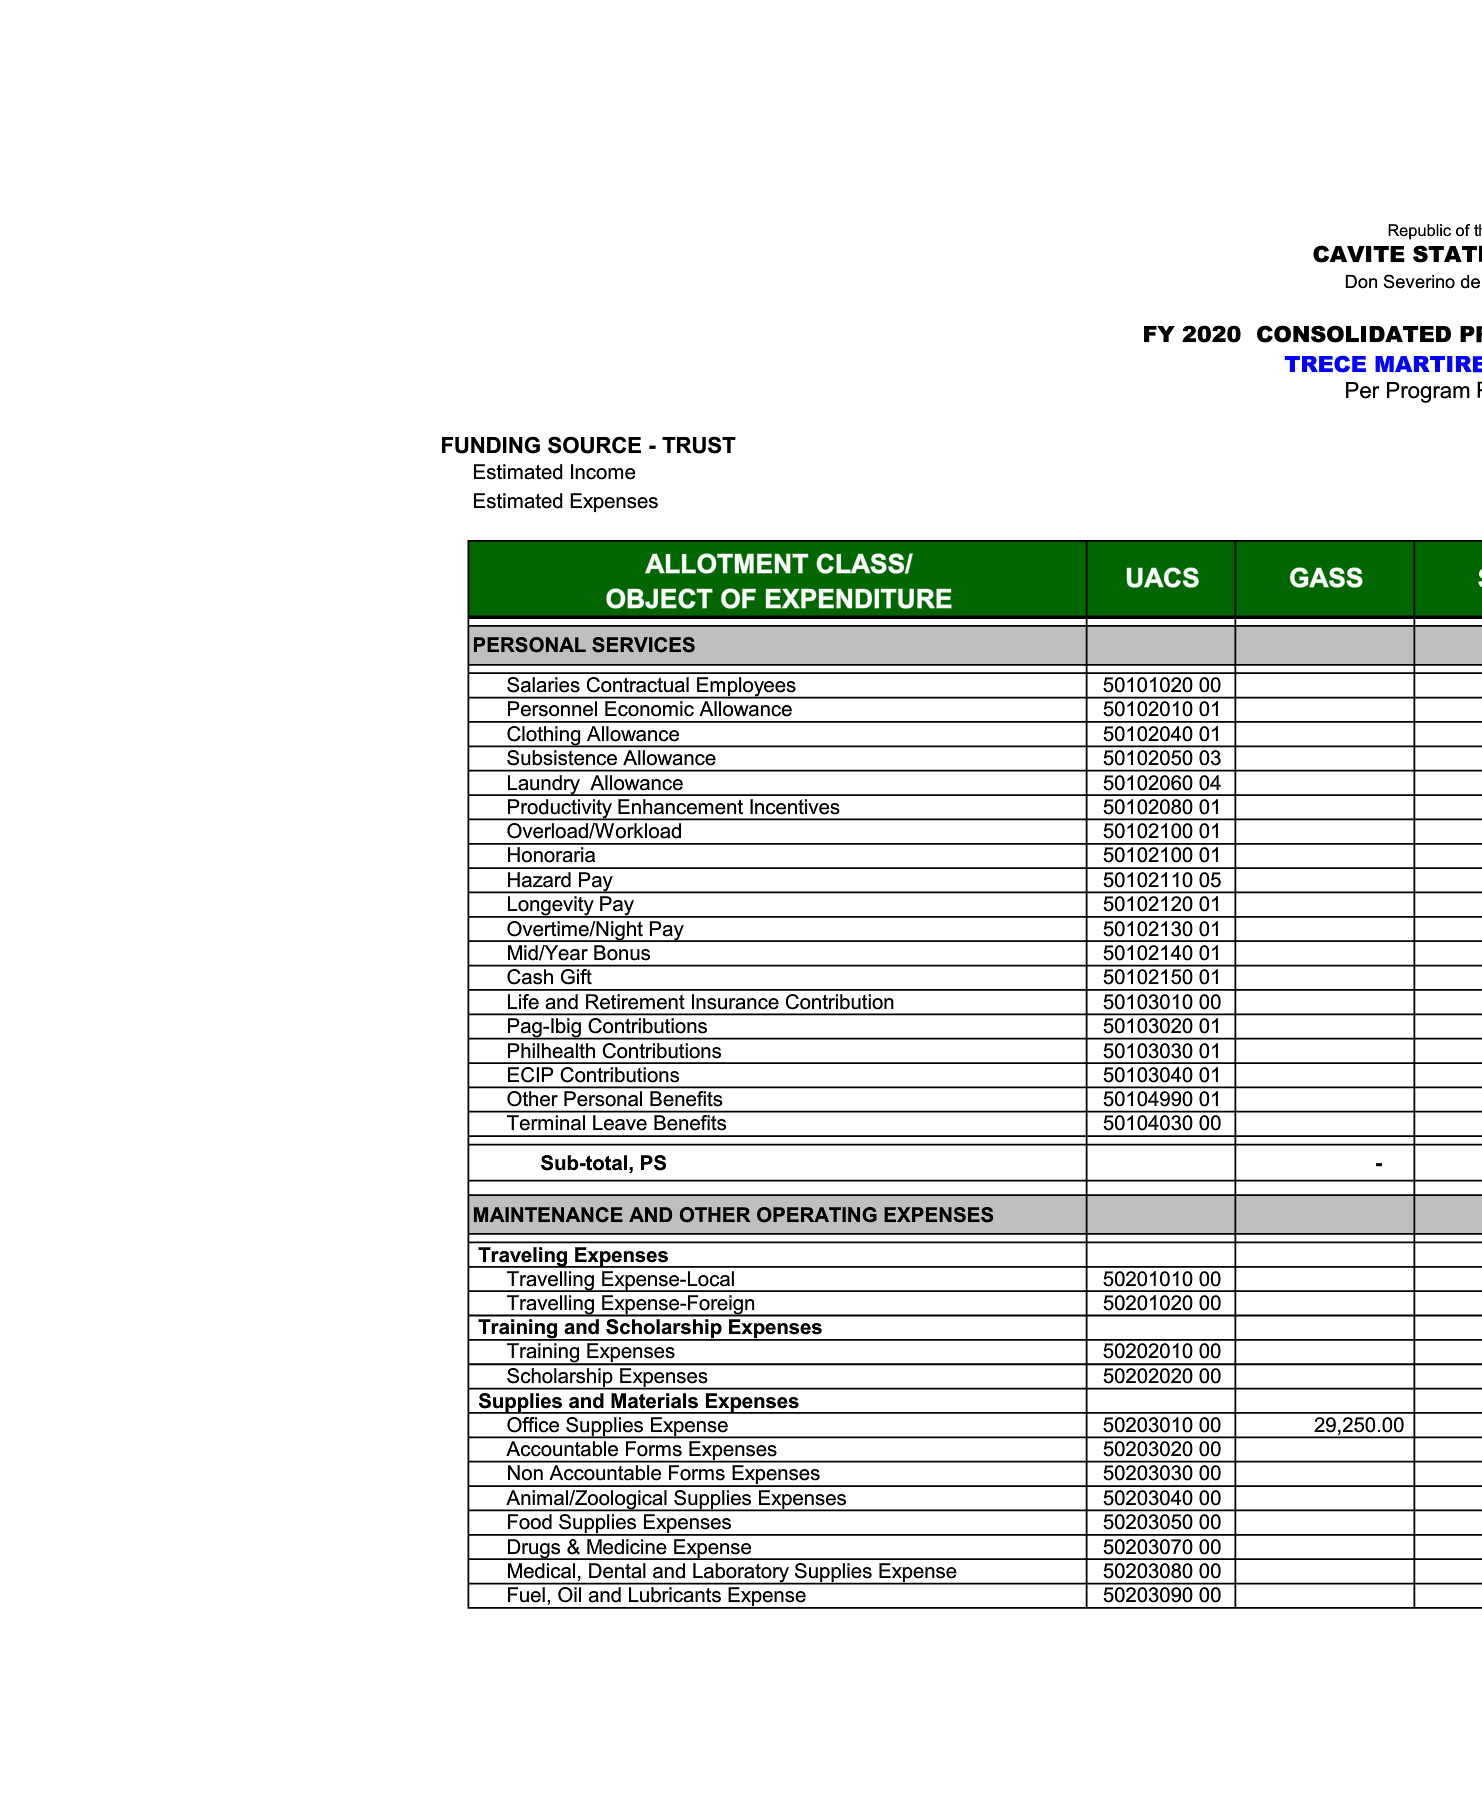 Republic of
CAVITE STATE
Don Severino de
FY 2020 CONSOLIDATED
TRECE MARTIRE
Per Program
FUNDING SOURCE - TRUST
Estimated Income
Estimated Expenses
ALLOTMENT CLASS/
OBJECT OF EXPENDITURE UACS GASS
PERSONAL SERVICES
Salaries Contractual Employees 50101020 00
Personnel Economic Allowance 50102010 01
Clothing Allowance 50102040 01
Subsistence Allowance 50102050 03
Laundry Allowance 50102060 04
Productivity Enhancement Incentives 50102080 01
Overload/Workload 50102100 01
Honoraria 50102100 01
Hazard Pay 50102110 05
Longevity Pay 50102120 01
Overtime/Night Pay 50102130 01
Mid/Year Bonus 50102140 01
Cash Gift 50102150 01
Life and Retirement Insurance Contribution 50103010 00
Pag-Ibig Contributions 50103020 01
Philhealth Contributions 50103030 01
ECIP Contributions 50103040 01
Other Personal Benefits 50104990 01
Terminal Leave Benefits 50104030 00
Sub-total, PS -
MAINTENANCE AND OTHER OPERATING EXPENSES
Traveling Expenses
Travelling Expense-Local 50201010 00
Travelling Expense-Foreign 50201020 00
Training and Scholarship Expenses
Training Expenses 50202010 00
Scholarship Expenses 50202020 00
Supplies and Materials Expenses
Office Supplies Expense 50203010 00 29,250.00
Accountable Forms Expenses 50203020 00
Non Accountable Forms Expenses 50203030 00
Animal/Zoological Supplies Expenses 50203040 00
Food Supplies Expenses 50203050 00
Drugs & Medicine Expense 50203070 00
Medical, Dental and Laboratory Supplies Expense 50203080 00
Fuel, Oil and Lubricants Expense 50203090 00